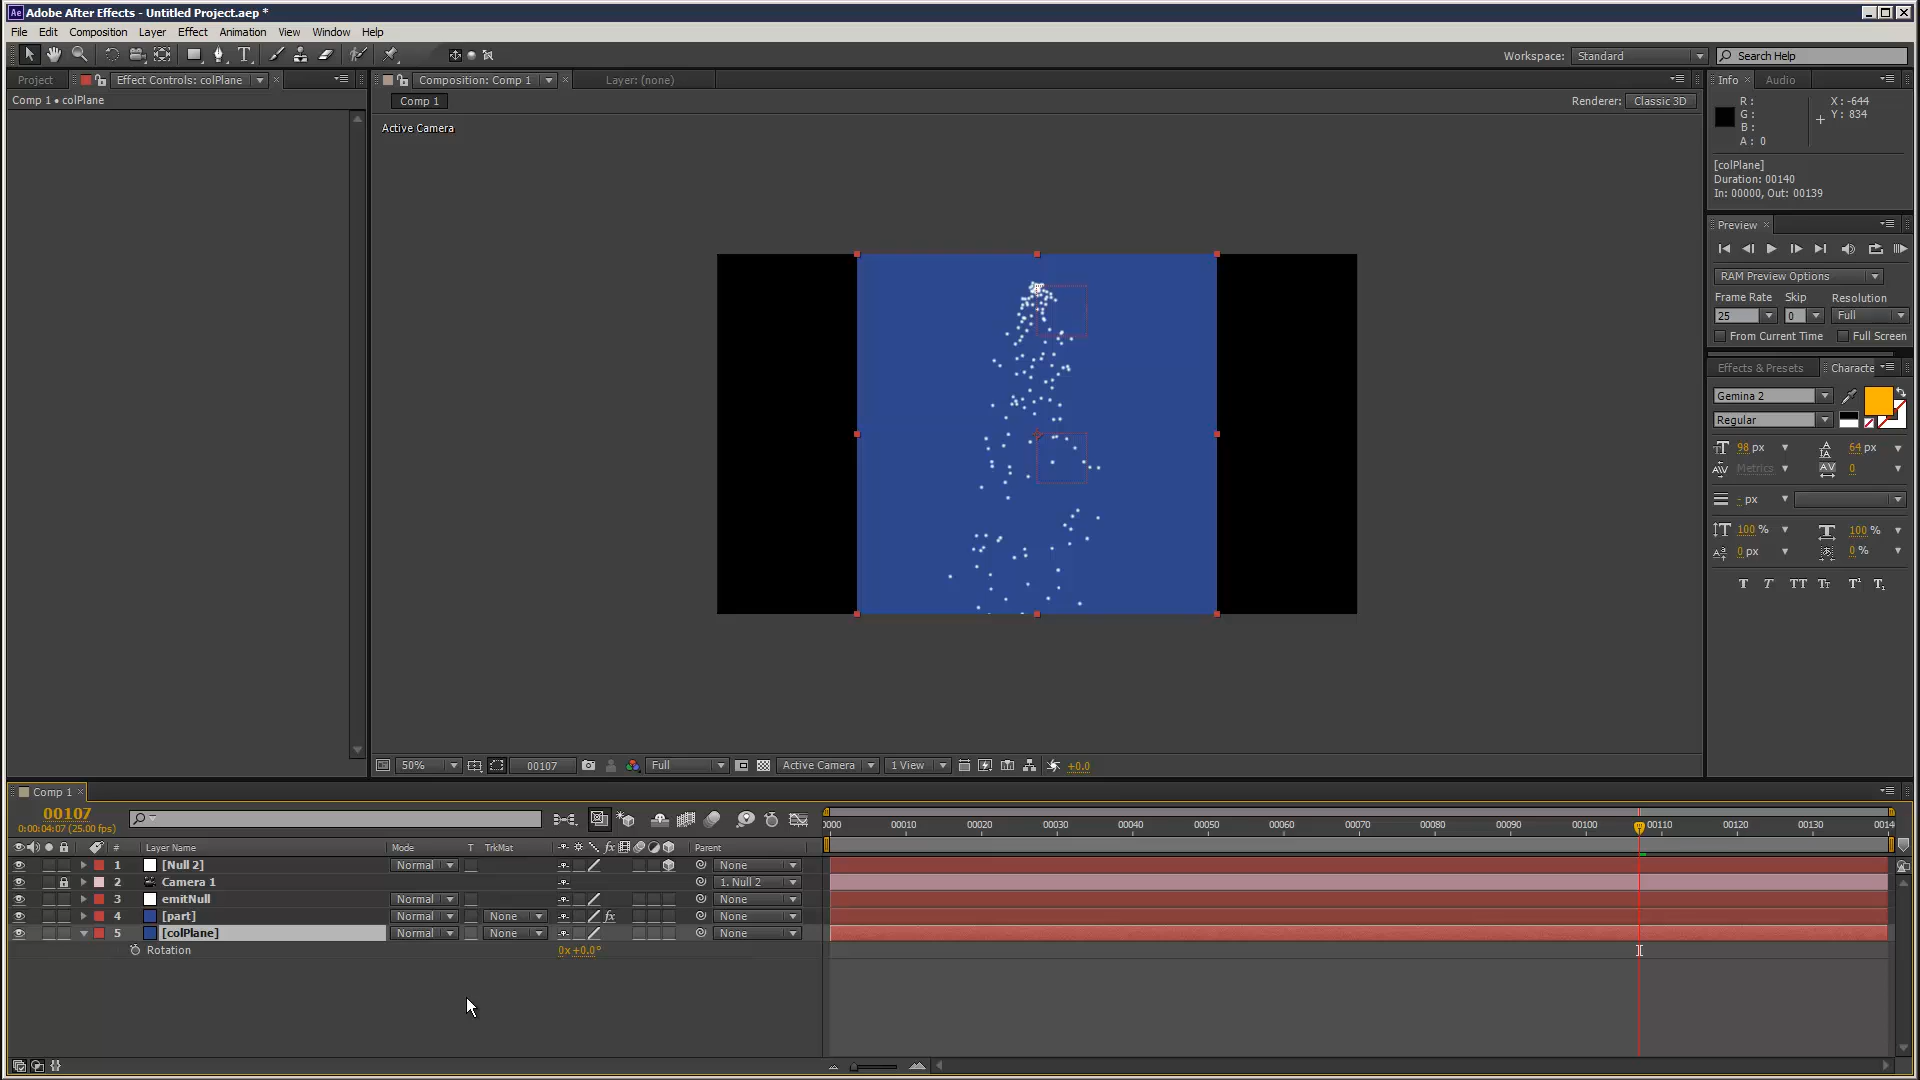 Adobe After Effects - Untitled Project.aep *
File Edit Composition Layer Effect Animation View Window Help
Workspace: Standard Search Help
Project Effect Controls: colPlane Composition: Comp 1 Layer: (none) Info Audio
Comp 1 • colPlane
Comp 1 Renderer: Classic 3D
Active Camera
R: X: -644
G: Y: 834
B:
A: 0
[colPlane]
Duration: 00140
In: 00000, Out: 00139
Preview
RAM Preview Options
Frame Rate Skip Resolution
25 0 Full
From Current Time Full Screen
Effects & Presets Characte
Gemina 2
Regular
98 px 64 px
Metrics 0
- px
100 % 100 %
0 px 0 %
50% 00107 Full Active Camera 1 View +0.0
Comp 1
00107
0:00:04:07 (25.00 fps)
0000 00010 00020 00030 00040 00050 00060 00070 00080 00090 00100 00110 00120 00130 0014
# Layer Name Mode T TrkMat Parent
1 [Null 2] Normal None
2 Camera 1 1. Null 2
3 emitNull Normal None
4 [part] Normal None fx None
5 [colPlane] Normal None None
Rotation 0x+0.0°